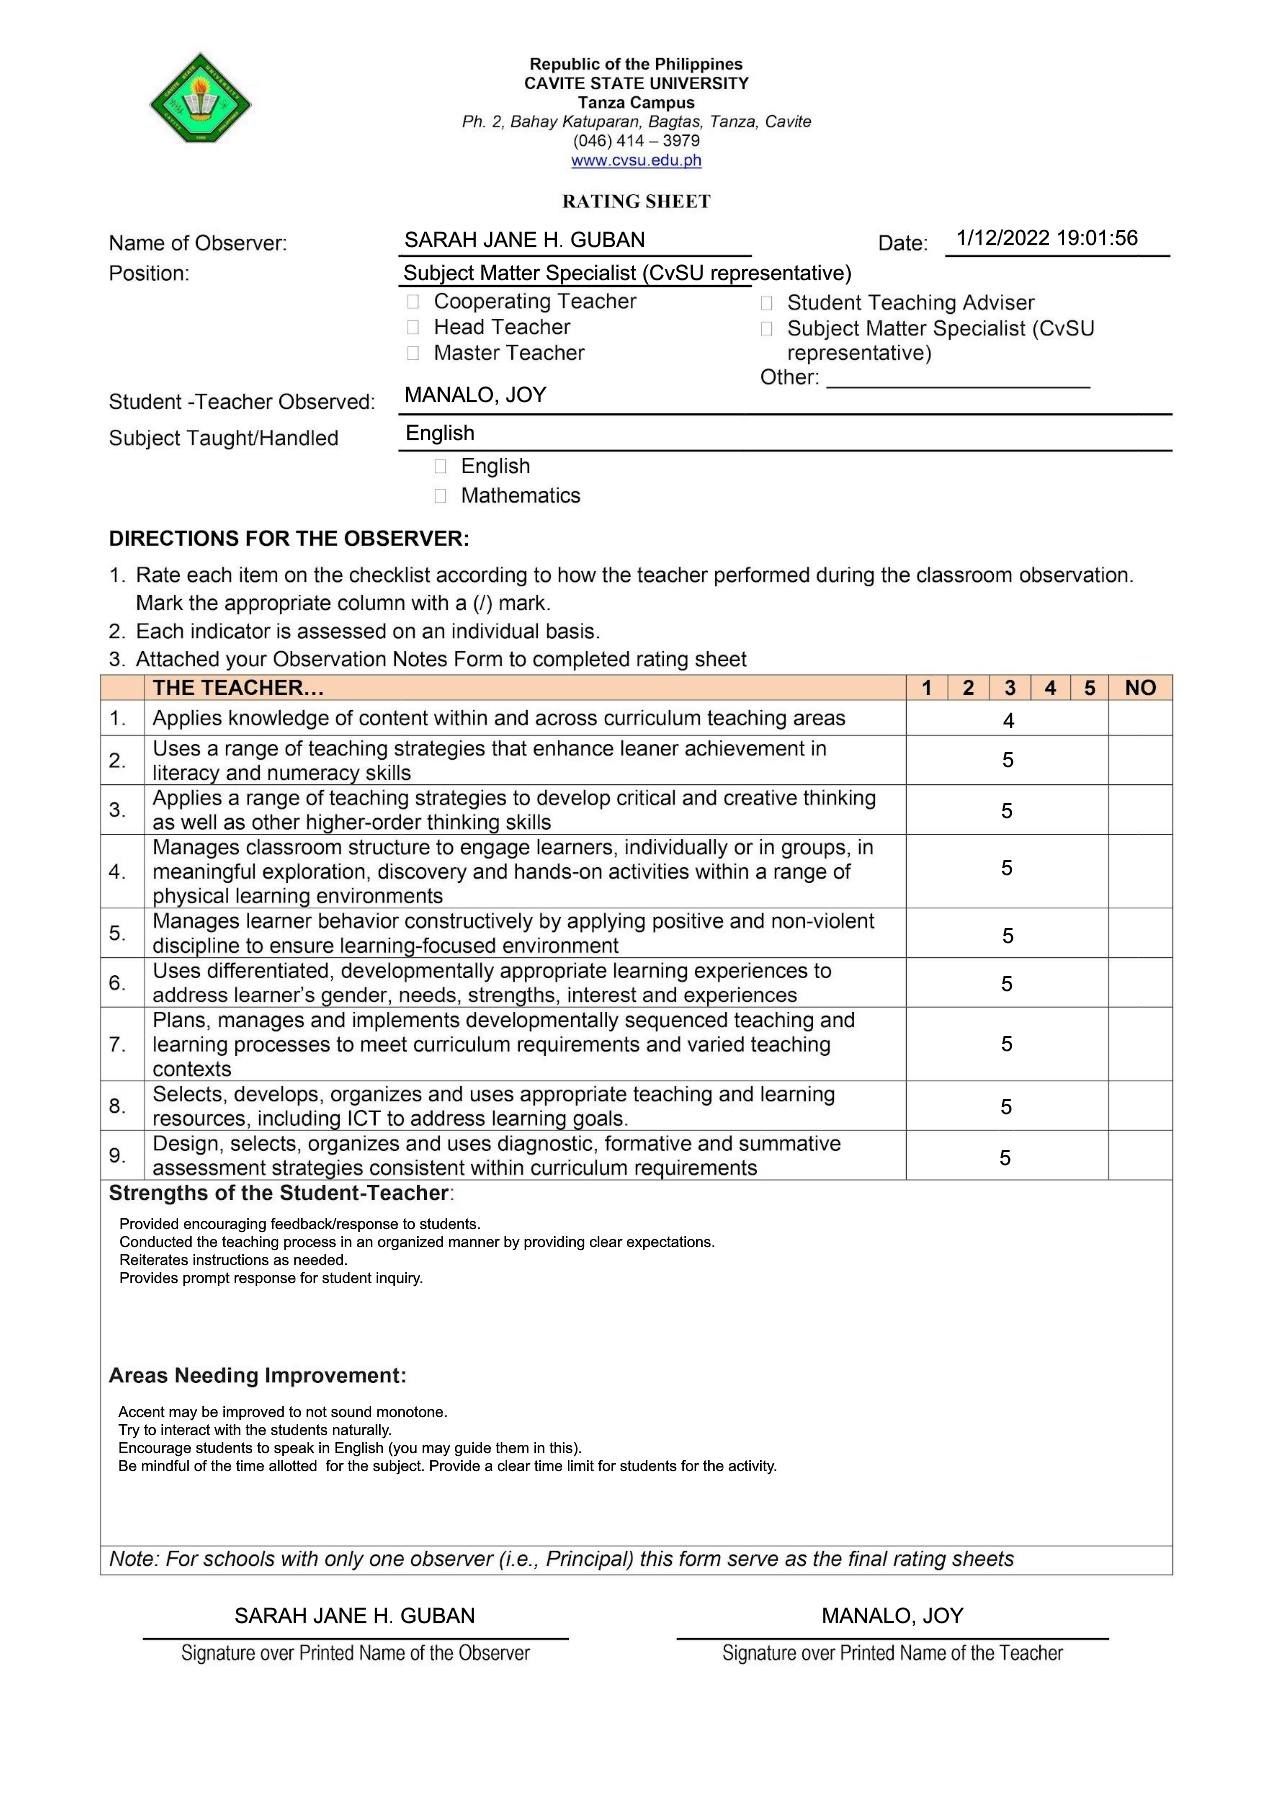 Republic of the Philippines
CAVITE STATE UNIVERSITY
Tanza Campus
Ph. 2, Bahay Katuparan, Bagtas, Tanza, Cavite
(046) 414 – 3979
www.cvsu.edu.ph
RATING SHEET
Name of Observer: SARAH JANE H. GUBAN Date: 1/12/2022 19:01:56
Position: Subject Matter Specialist (CvSU representative)
Cooperating Teacher
Head Teacher
Master Teacher
Student Teaching Adviser
Subject Matter Specialist (CvSU
representative)
Other:
Student -Teacher Observed: MANALO, JOY
Subject Taught/Handled English
English
Mathematics
DIRECTIONS FOR THE OBSERVER:
1. Rate each item on the checklist according to how the teacher performed during the classroom observation.
Mark the appropriate column with a (/) mark.
2. Each indicator is assessed on an individual basis.
3. Attached your Observation Notes Form to completed rating sheet
THE TEACHER… 1 2 3 4 5 NO
1. Applies knowledge of content within and across curriculum teaching areas 4
2. Uses a range of teaching strategies that enhance leaner achievement in
literacy and numeracy skills 5
3. Applies a range of teaching strategies to develop critical and creative thinking
as well as other higher-order thinking skills 5
4. Manages classroom structure to engage learners, individually or in groups, in
meaningful exploration, discovery and hands-on activities within a range of
physical learning environments 5
5. Manages learner behavior constructively by applying positive and non-violent
discipline to ensure learning-focused environment 5
6. Uses differentiated, developmentally appropriate learning experiences to
address learner’s gender, needs, strengths, interest and experiences 5
7. Plans, manages and implements developmentally sequenced teaching and
learning processes to meet curriculum requirements and varied teaching
contexts 5
8. Selects, develops, organizes and uses appropriate teaching and learning
resources, including ICT to address learning goals. 5
9. Design, selects, organizes and uses diagnostic, formative and summative
assessment strategies consistent within curriculum requirements 5
Strengths of the Student-Teacher:
Provided encouraging feedback/response to students.
Conducted the teaching process in an organized manner by providing clear expectations.
Reiterates instructions as needed.
Provides prompt response for student inquiry.
Areas Needing Improvement:
Accent may be improved to not sound monotone.
Try to interact with the students naturally.
Encourage students to speak in English (you may guide them in this).
Be mindful of the time allotted  for the subject. Provide a clear time limit for students for the activity.
Note: For schools with only one observer (i.e., Principal) this form serve as the final rating sheets
SARAH JANE H. GUBAN
Signature over Printed Name of the Observer
MANALO, JOY
Signature over Printed Name of the Teacher